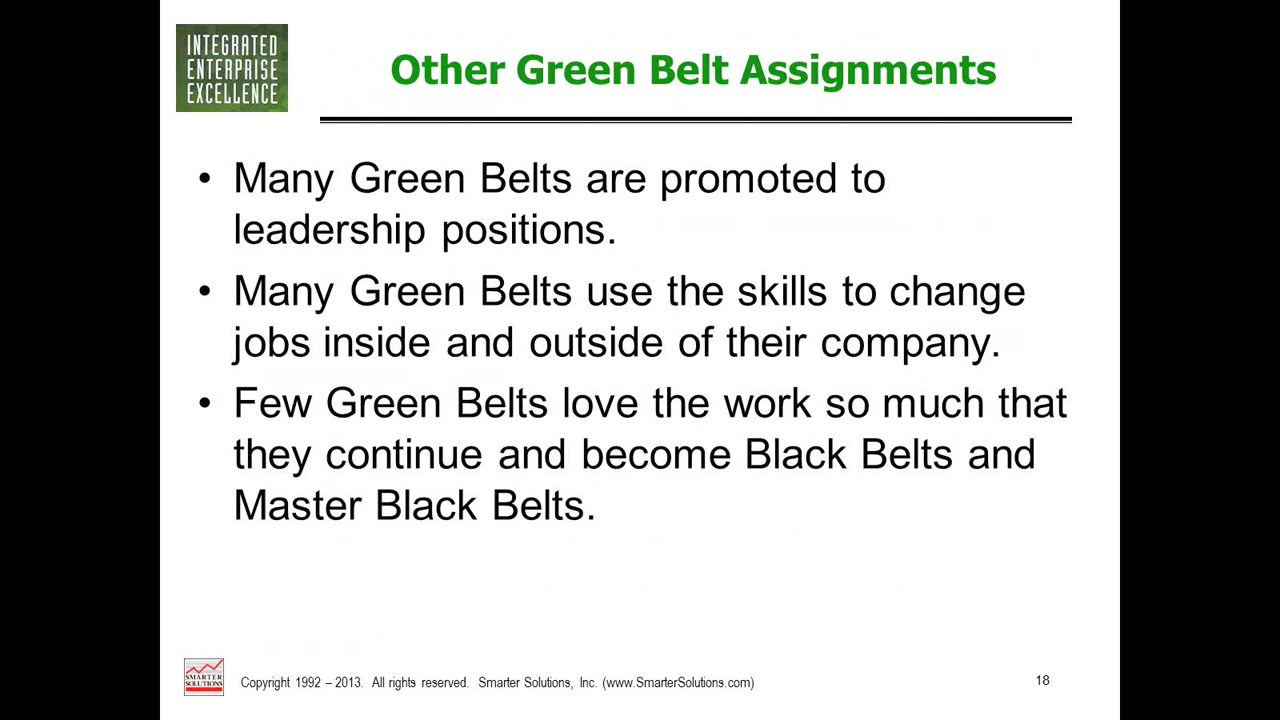 INTEGRATED
ENTERPRISE
EXCELLENCE
Other Green Belt Assignments
• Many Green Belts are promoted to
leadership positions.
• Many Green Belts use the skills to change
jobs inside and outside of their company.
• Few Green Belts love the work so much that
they continue and become Black Belts and
Master Black Belts.
SMARTER
SOLUTIONS
Copyright 1992 – 2013. All rights reserved. Smarter Solutions, Inc. (www.SmarterSolutions.com)
18